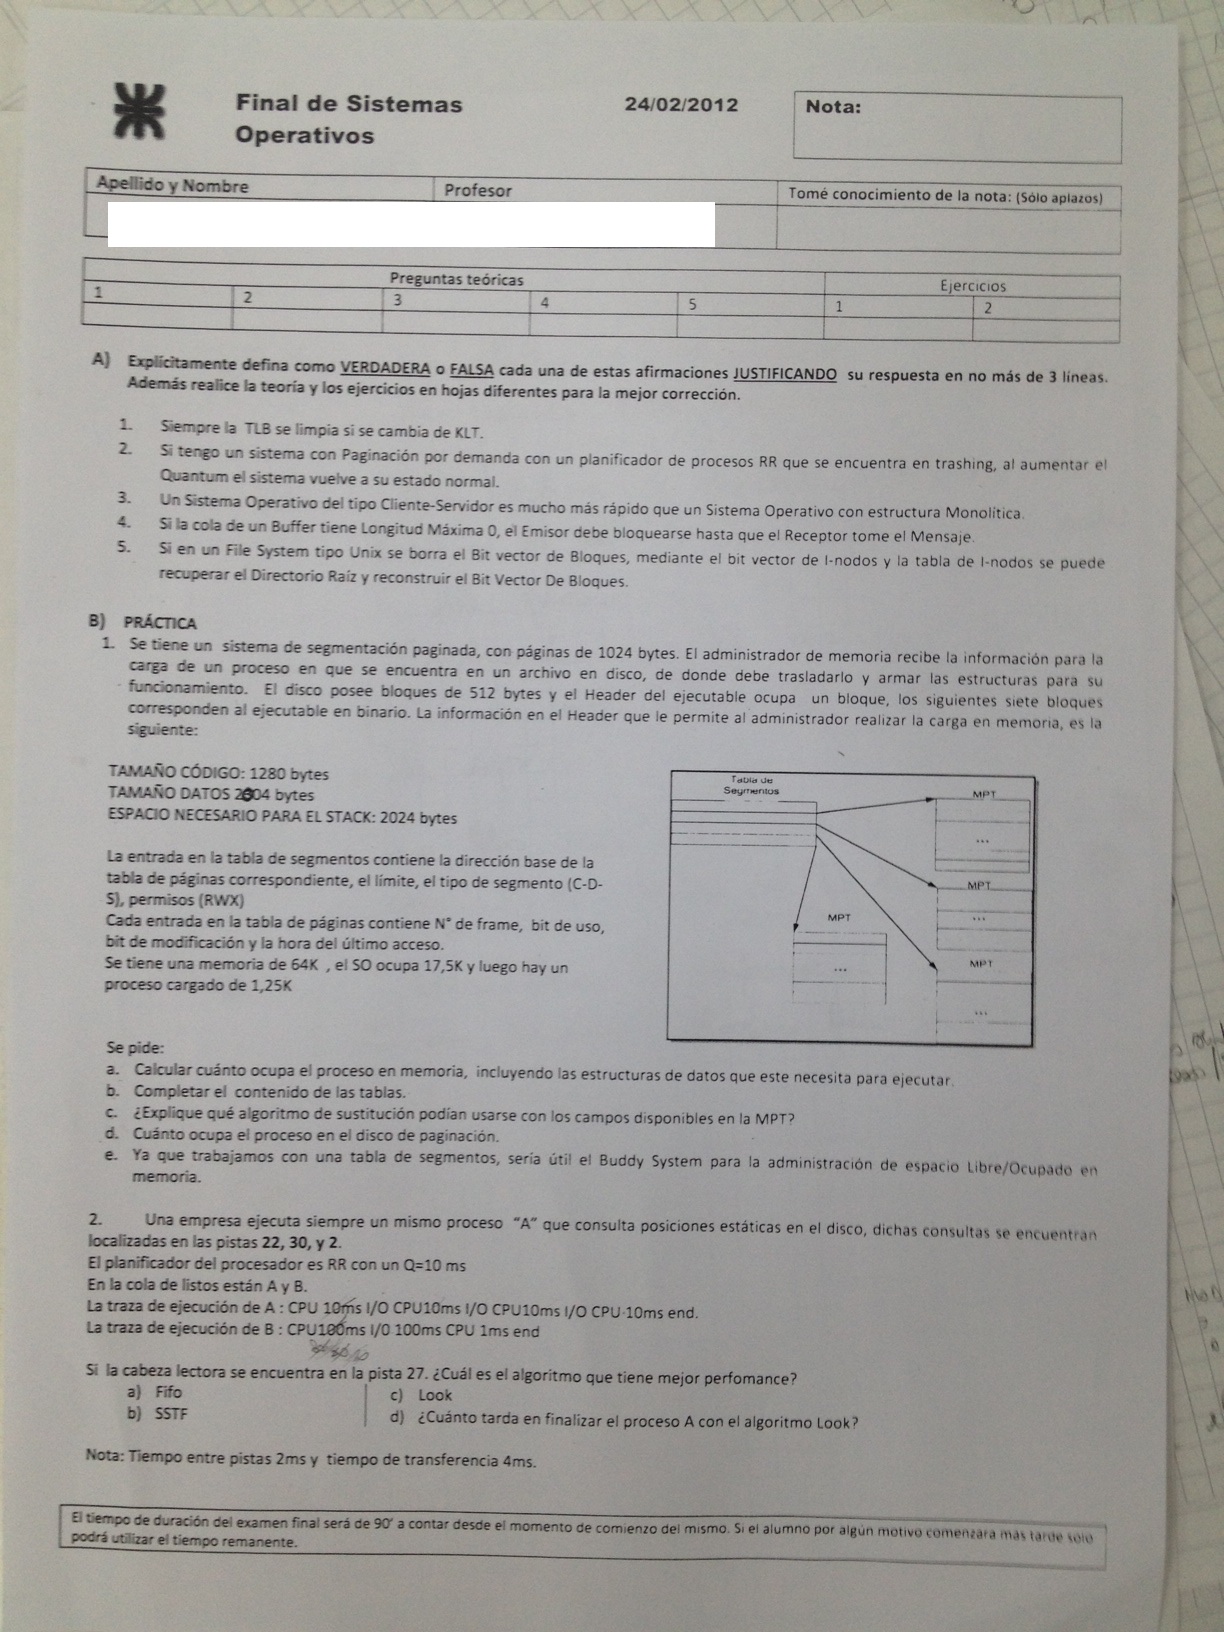 Final de Sistemas
Operativos
24/02/2012
Nota:
Apellido y Nombre
Profesor
Tomé conocimiento de la nota: (Sólo aplazos)
Preguntas teóricas
Ejercicios
1 2 3 4 5 1 2
A) Explícitamente defina como VERDADERA o FALSA cada una de estas afirmaciones JUSTIFICANDO su respuesta en no más de 3 líneas.
Además realice la teoría y los ejercicios en hojas diferentes para la mejor corrección.
1. Siempre la TLB se limpia si se cambia de KLT.
2. Si tengo un sistema con Paginación por demanda con un planificador de procesos RR que se encuentra en trashing, al aumentar el
Quantum el sistema vuelve a su estado normal.
3. Un Sistema Operativo del tipo Cliente-Servidor es mucho más rápido que un Sistema Operativo con estructura Monolítica.
4. Si la cola de un Buffer tiene Longitud Máxima 0, el Emisor debe bloquearse hasta que el Receptor tome el Mensaje.
5. Si en un File System tipo Unix se borra el Bit vector de Bloques, mediante el bit vector de I-nodos y la tabla de I-nodos se puede
recuperar el Directorio Raíz y reconstruir el Bit Vector De Bloques.
B) PRÁCTICA
1. Se tiene un sistema de segmentación paginada, con páginas de 1024 bytes. El administrador de memoria recibe la información para la
carga de un proceso en que se encuentra en un archivo en disco, de donde debe trasladarlo y armar las estructuras para su
funcionamiento. El disco posee bloques de 512 bytes y el Header del ejecutable ocupa un bloque, los siguientes siete bloques
corresponden al ejecutable en binario. La información en el Header que le permite al administrador realizar la carga en memoria, es la
siguiente:
TAMAÑO CÓDIGO: 1280 bytes
TAMAÑO DATOS 2304 bytes
ESPACIO NECESARIO PARA EL STACK: 2024 bytes
La entrada en la tabla de segmentos contiene la dirección base de la
tabla de páginas correspondiente, el límite, el tipo de segmento (C-D-
S), permisos (RWX)
Cada entrada en la tabla de páginas contiene N° de frame, bit de uso,
bit de modificación y la hora del último acceso.
Se tiene una memoria de 64K , el SO ocupa 17,5K y luego hay un
proceso cargado de 1,25K
Tabla de
Segmentos
MPT
...
MPT
...
MPT
...
MPT
...
Se pide:
a. Calcular cuánto ocupa el proceso en memoria, incluyendo las estructuras de datos que este necesita para ejecutar.
b. Completar el contenido de las tablas.
c. ¿Explique qué algoritmo de sustitución podían usarse con los campos disponibles en la MPT?
d. Cuánto ocupa el proceso en el disco de paginación.
e. Ya que trabajamos con una tabla de segmentos, sería útil el Buddy System para la administración de espacio Libre/Ocupado en
memoria.
2. Una empresa ejecuta siempre un mismo proceso "A" que consulta posiciones estáticas en el disco, dichas consultas se encuentran
localizadas en las pistas 22, 30, y 2.
El planificador del procesador es RR con un Q=10 ms
En la cola de listos están A y B.
La traza de ejecución de A : CPU 10ms I/O CPU10ms I/O CPU10ms I/O CPU 10ms end.
La traza de ejecución de B : CPU100ms I/0 100ms CPU 1ms end
Si la cabeza lectora se encuentra en la pista 27. ¿Cuál es el algoritmo que tiene mejor perfomance?
a) Fifo
b) SSTF
c) Look
d) ¿Cuánto tarda en finalizar el proceso A con el algoritmo Look?
Nota: Tiempo entre pistas 2ms y tiempo de transferencia 4ms.
El tiempo de duración del examen final será de 90' a contar desde el momento de comienzo del mismo. Si el alumno por algún motivo comenzara más tarde sólo
podrá utilizar el tiempo remanente.